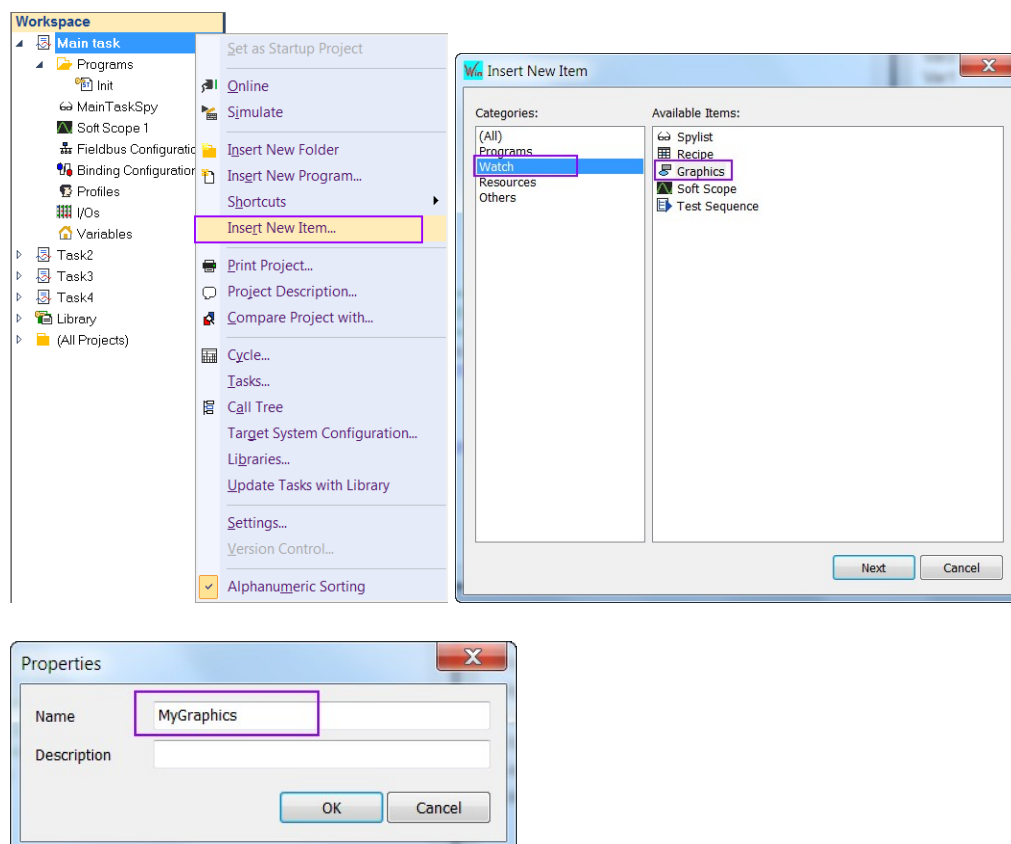 Workspace
Main task
Programs
Init
MainTaskSpy
Soft Scope 1
Fieldbus Configuratio
Binding Configuration
Profiles
I/Os
Variables
Task2
Task3
Task4
Library
(All Projects)
Set as Startup Project
Online
Simulate
Insert New Folder
Insert New Program...
Shortcuts
Insert New Item...
Print Project...
Project Description...
Compare Project with...
Cycle...
Tasks...
Call Tree
Target System Configuration...
Libraries...
Update Tasks with Library
Settings...
Version Control...
Alphanumeric Sorting
Win Insert New Item
Categories:
(All)
Programs
Watch
Resources
Others
Available Items:
Spylist
Recipe
Graphics
Soft Scope
Test Sequence
Next Cancel
Properties
Name MyGraphics
Description
OK Cancel